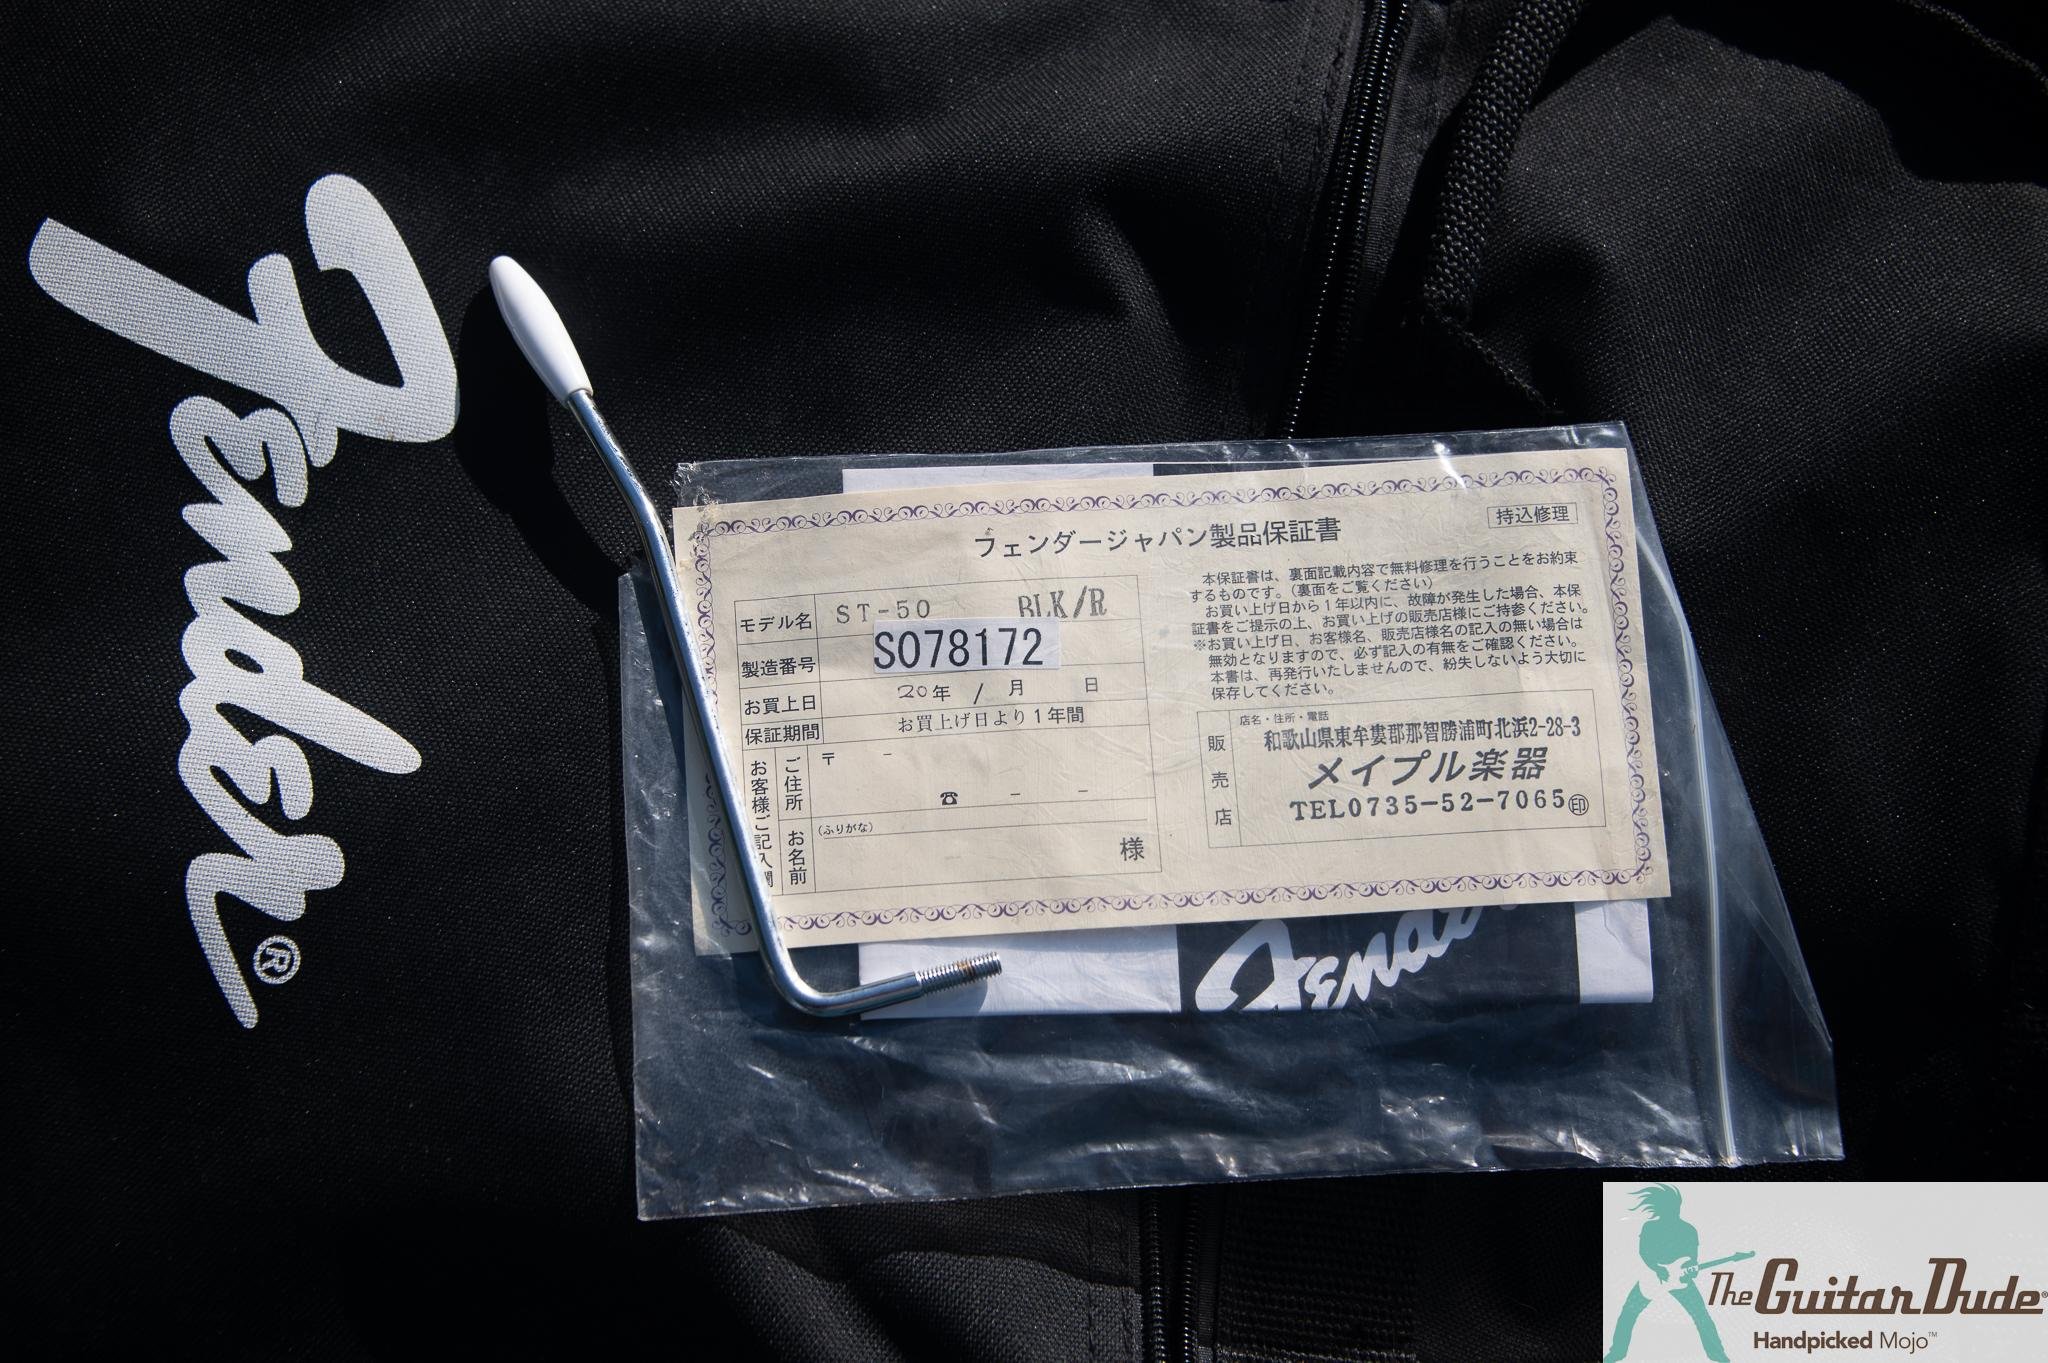 Fender®
フェンダージャパン製品保証書
持込修理
モデル名 ST-50 BLK/R
製造番号 S078172
お買上日 20年 / 月 日
保証期間 お買上げ日より1年間
お客様ご記入欄
ご住所 〒 - ☎ - -
お名前 (ふりがな) 様
本保証書は、裏面記載内容で無料修理を行うことをお約束
するものです。(裏面をご覧ください)
お買い上げ日から1年以内に、故障が発生した場合、本保
証書をご提示の上、お買い上げの販売店様にご持参ください。
※お買い上げ日、お客様名、販売店様名の記入の無い場合は
無効となりますので、必ず記入の有無をご確認ください。
本書は、再発行いたしませんので、紛失しないよう大切に
保存してください。
販売店
店名・住所・電話
和歌山県東牟婁郡那智勝浦町北浜2-28-3
メイプル楽器
TEL0735-52-7065 印
Fender
The Guitar Dude®
Handpicked Mojo™